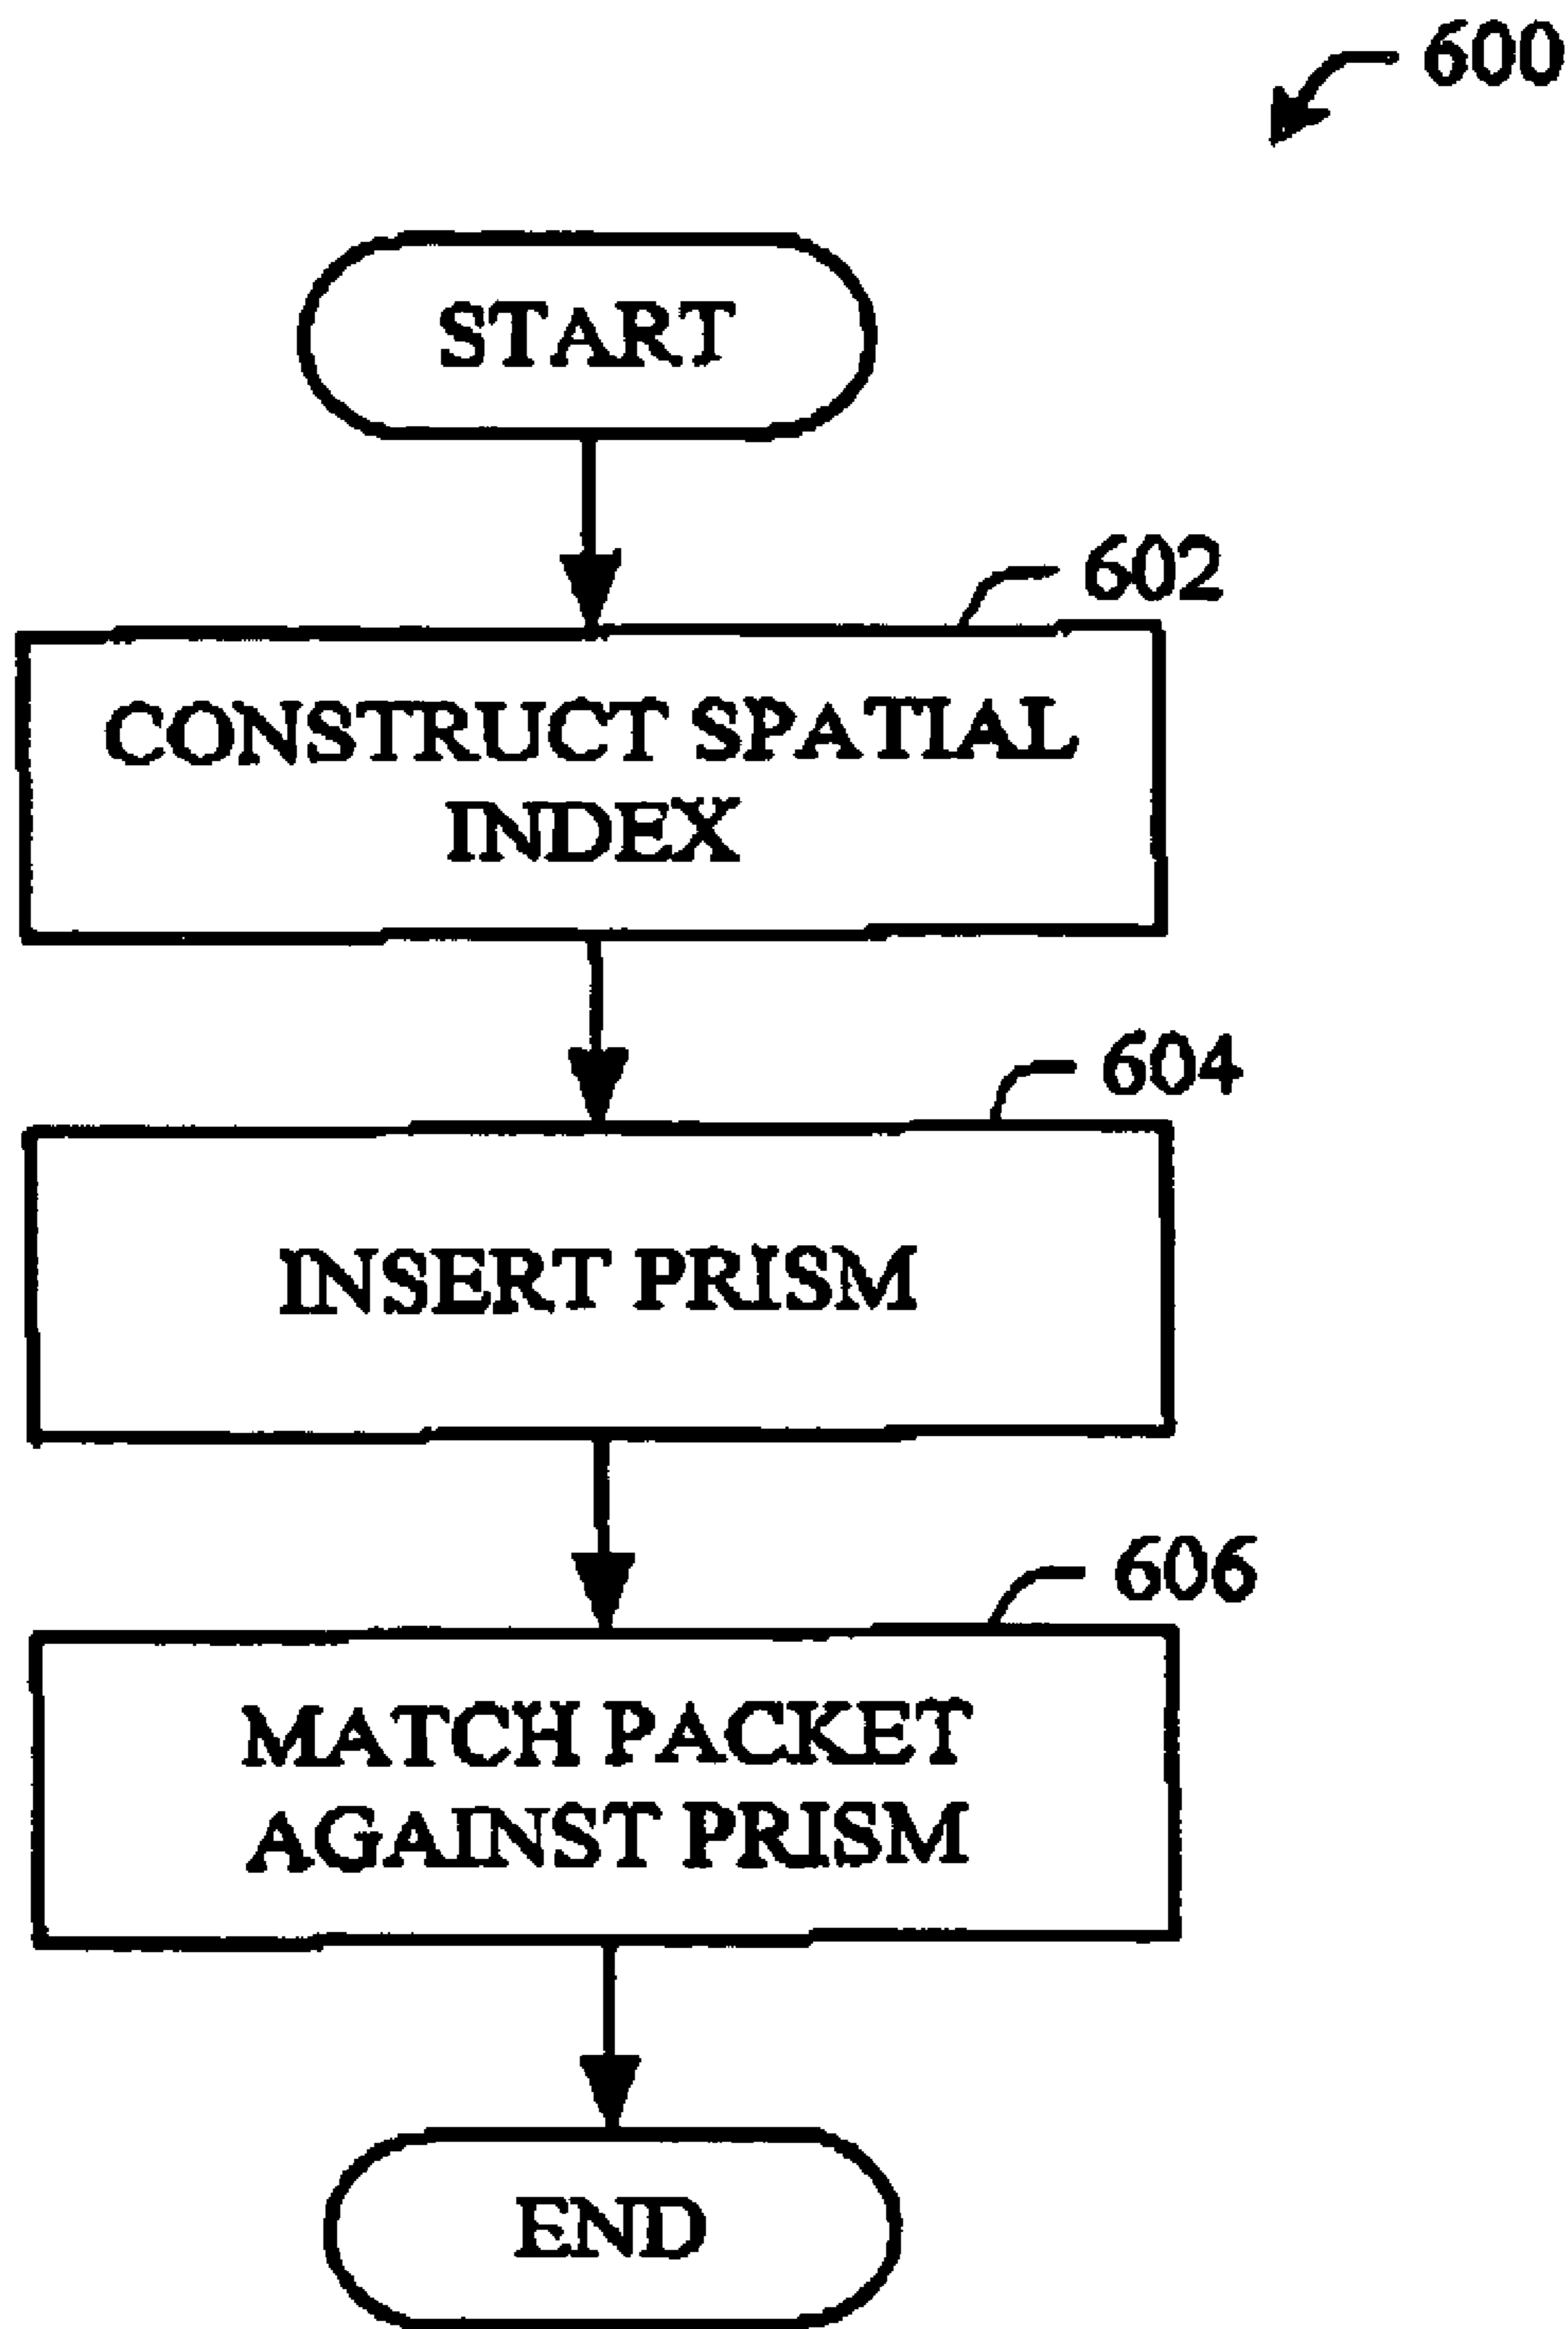 600
START
602
CONSTRUCT SPATIAL
INDEX
604
INSERT PRISM
606
MATCH PACKET
AGAINST PRISM
END